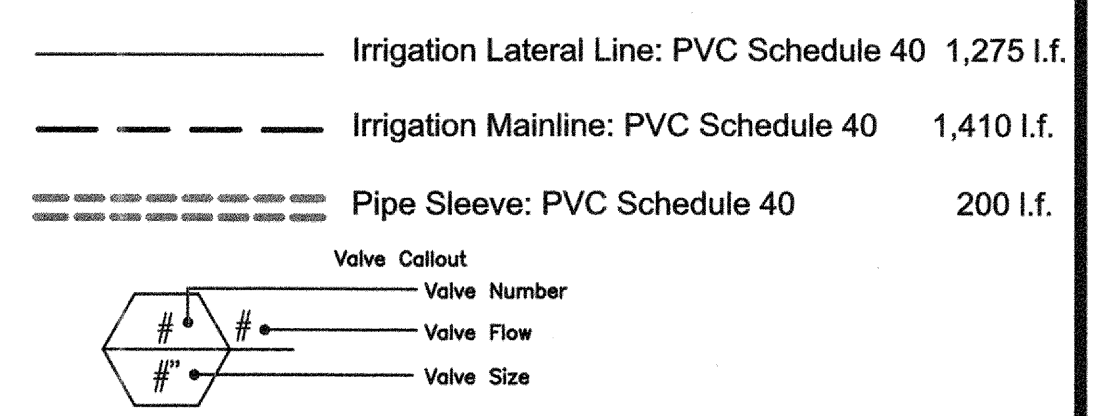 Irrigation Lateral Line: PVC Schedule 40 1,275 l.f.
Irrigation Mainline: PVC Schedule 40 1,410 l.f.
Pipe Sleeve: PVC Schedule 40 200 l.f.
Valve Callout
Valve Number
# # Valve Flow
#" Valve Size